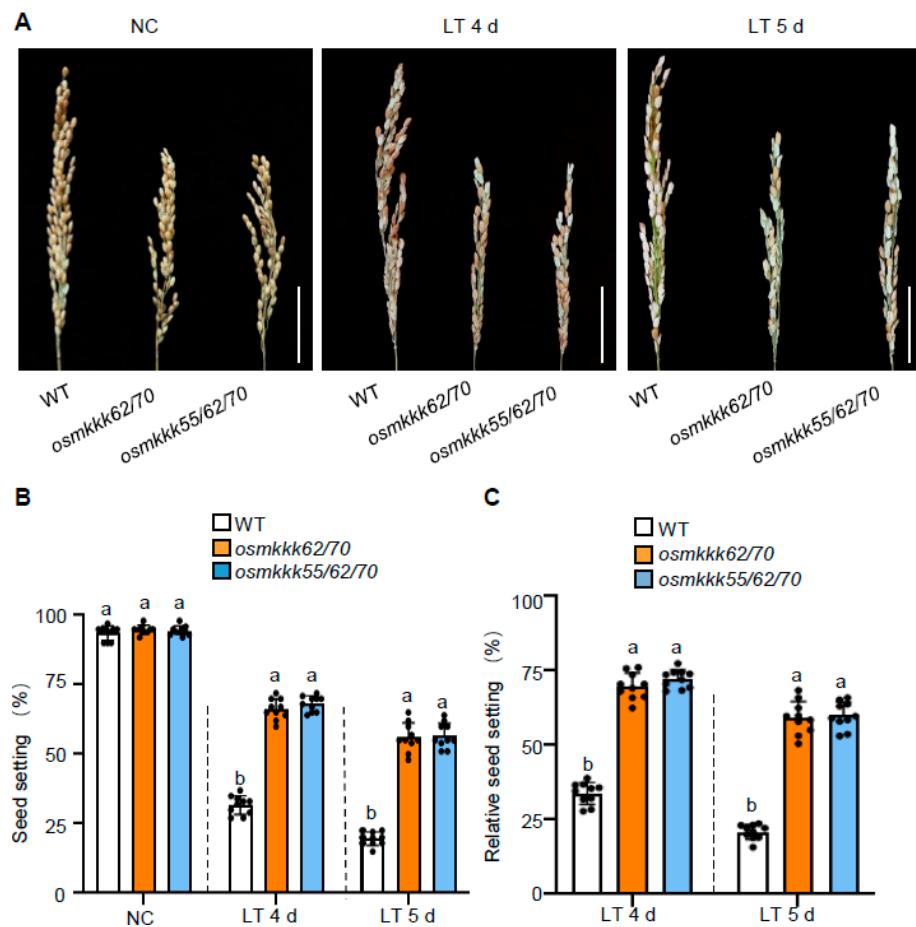 A
NC LT 4 d LT 5 d
WT osmkkk62/70 osmkkk55/62/70 WT osmkkk62/70 osmkkk55/62/70 WT osmkkk62/70 osmkkk55/62/70
B
WT
osmkkk62/70
osmkkk55/62/70
Seed setting (%)
100
75
50
25
0
a a a
b a a
b a a
NC LT 4 d LT 5 d
C
WT
osmkkk62/70
osmkkk55/62/70
Relative seed setting (%)
100
75
50
25
0
b a a
b a a
LT 4 d LT 5 d